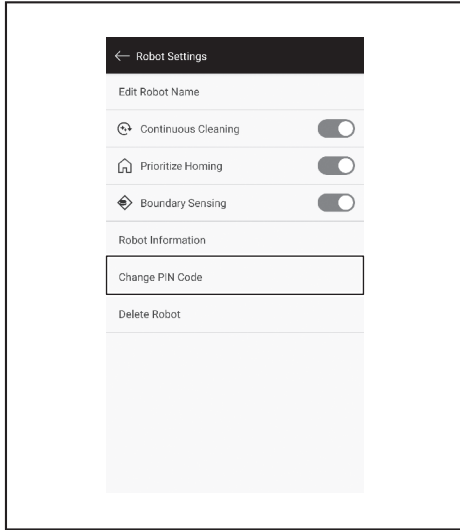 Robot Settings
Edit Robot Name
Continuous Cleaning
Prioritize Homing
Boundary Sensing
Robot Information
Change PIN Code
Delete Robot